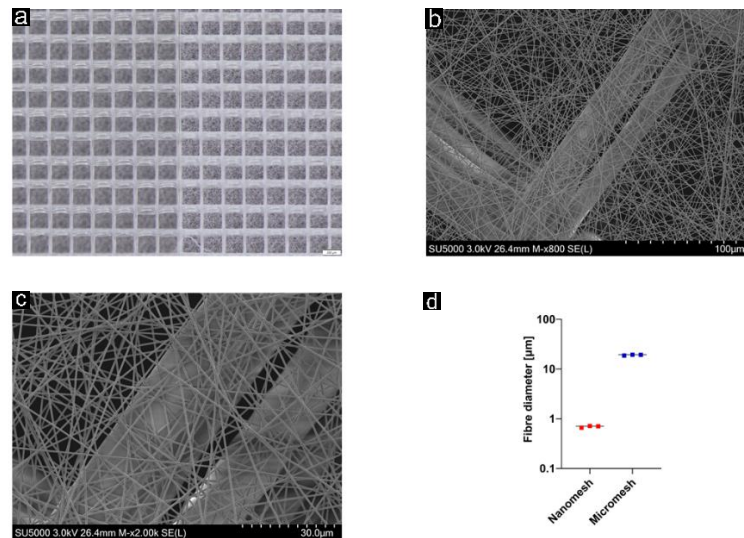 a
b
SU5000 3.0kV 26.4mm M-x800 SE(L)
100µm
c
SU5000 3.0kV 26.4mm M-x2.00k SE(L)
30.0µm
d
Fibre diameter [µm]
100
10
1
0.1
Nanomesh
Micromesh